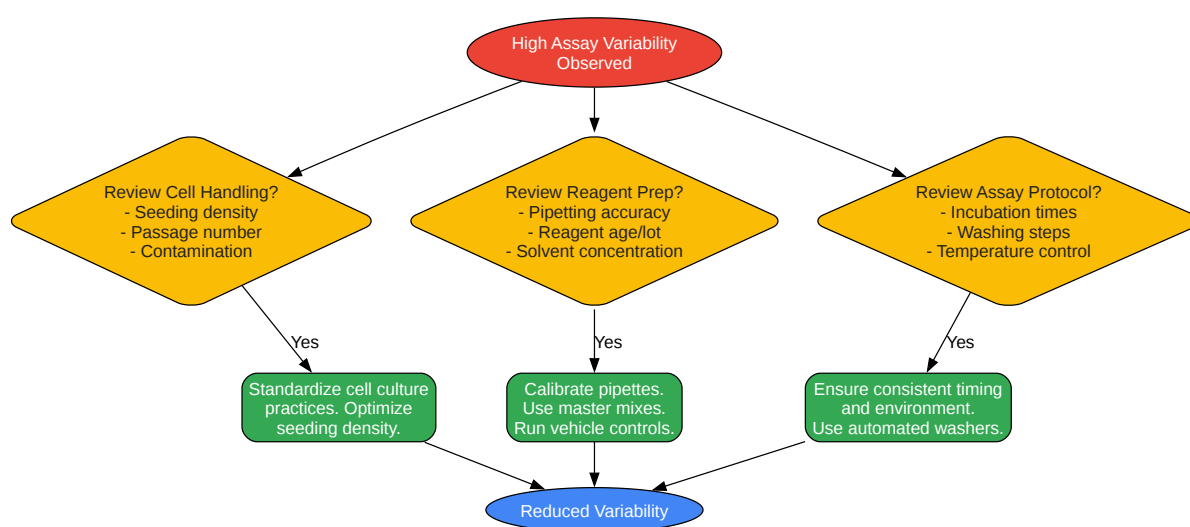 High Assay Variability
Observed
Review Cell Handling?
- Seeding density
- Passage number
- Contamination
Review Reagent Prep?
- Pipetting accuracy
- Reagent age/lot
- Solvent concentration
Review Assay Protocol?
- Incubation times
- Washing steps
- Temperature control
Yes
Yes
Yes
Standardize cell culture
practices. Optimize
seeding density.
Calibrate pipettes.
Use master mixes.
Run vehicle controls.
Ensure consistent timing
and environment.
Use automated washers.
Reduced Variability